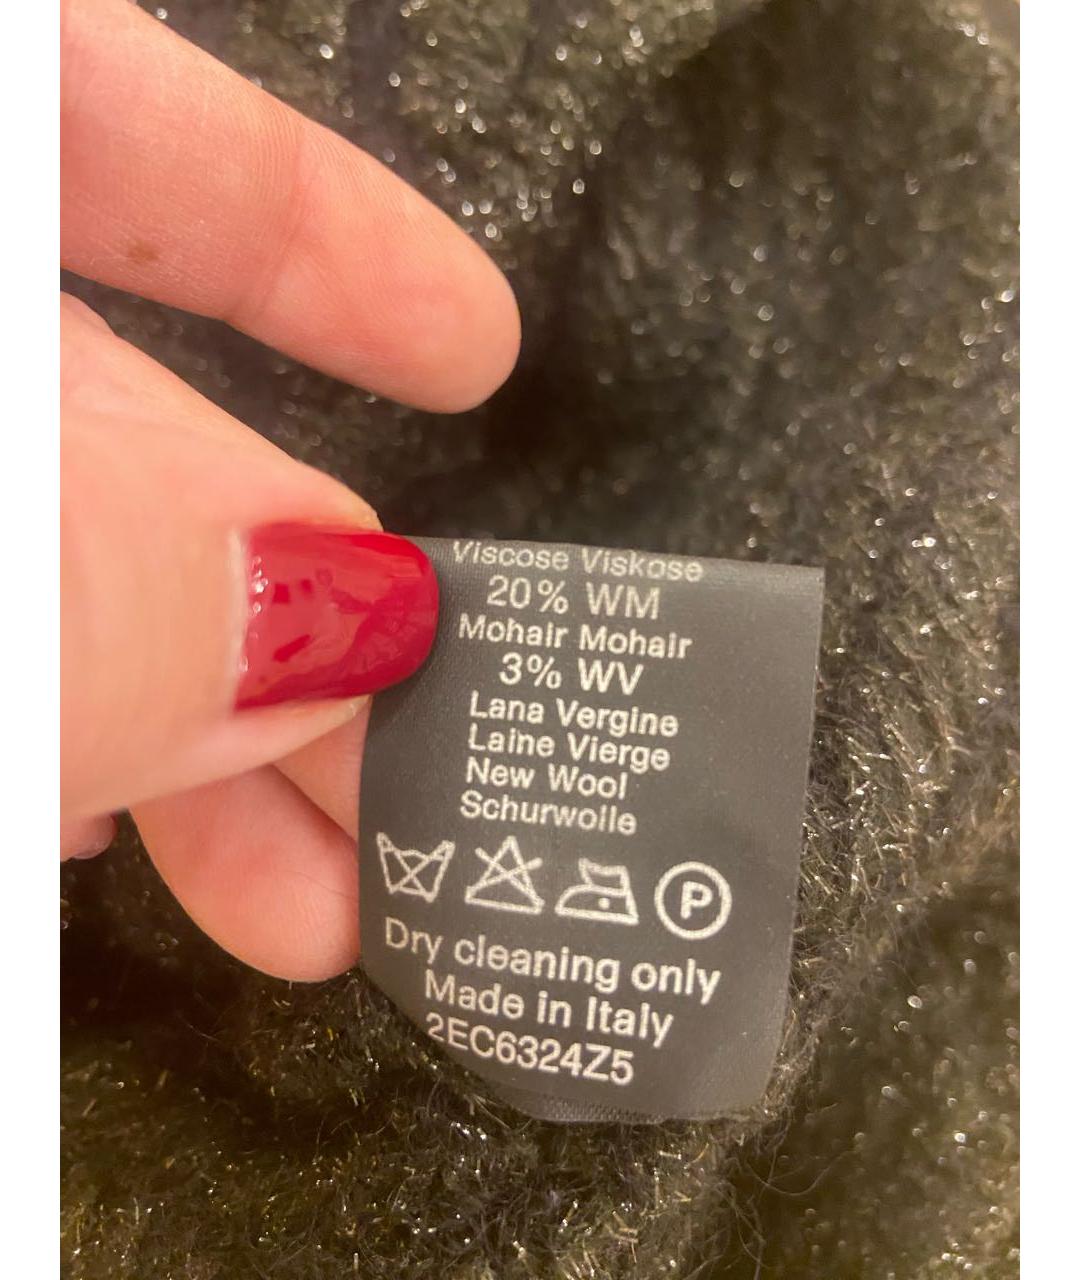 Viscose Viskose
20% WM
Mohair Mohair
3% WV
Lana Vergine
Laine Vierge
New Wool
Schurwolle
P
Dry cleaning only
Made in Italy
2EC6324Z5